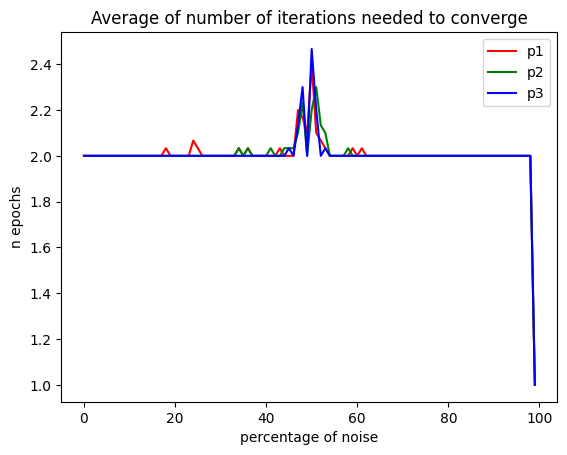 Average of number of iterations needed to converge
p1
p2
p3
n epochs
2.4
2.2
2.0
1.8
1.6
1.4
1.2
1.0
0 20 40 60 80 100
percentage of noise